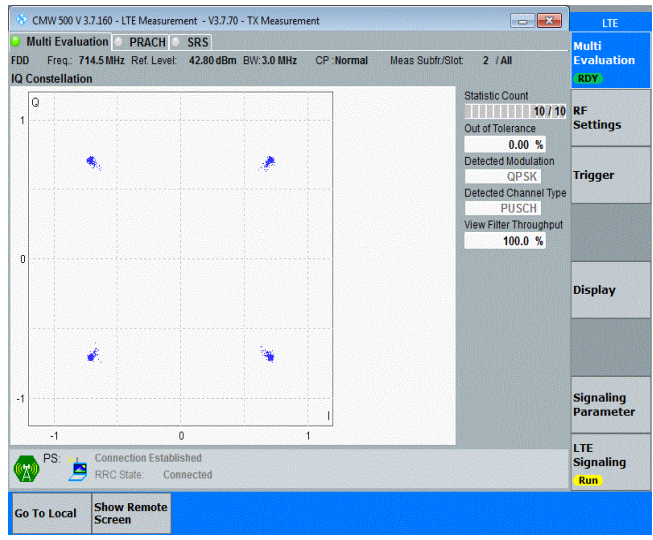 CMW 500 V 3.7.160 - LTE Measurement - V3.7.70 - TX Measurement
LTE
Multi Evaluation PRACH SRS
FDD Freq.: 714.5 MHz Ref. Level: 42.80 dBm BW: 3.0 MHz CP :Normal Meas Subfr./Slot: 2 / All
IQ Constellation
Q
1
0
-1
-1 0 1
I
Statistic Count
10 / 10
Out of Tolerance
0.00 %
Detected Modulation
QPSK
Detected Channel Type
PUSCH
View Filter Throughput
100.0 %
Multi
Evaluation
RDY
RF
Settings
Trigger
Display
Signaling
Parameter
LTE
Signaling
Run
PS: Connection Established
RRC State: Connected
Go To Local
Show Remote
Screen